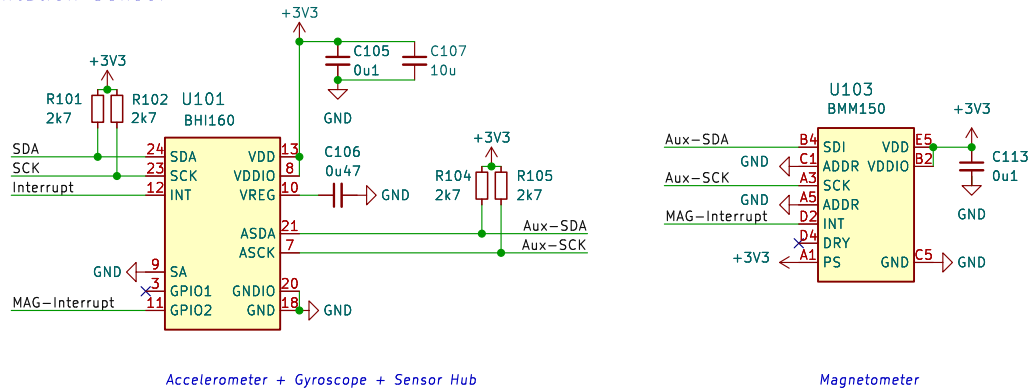 +3V3
C105
0u1
C107
10u
GND
+3V3
R101
2k7
R102
2k7
U101
BHI160
SDA
SCK
Interrupt
24 SDA
23 SCK
12 INT
VDD 13
VDDIO 8
VREG 10
ASDA 21
ASCK 7
9 SA
3 GPIO1
11 GPIO2
GNDIO 20
GND 18
GND
MAG-Interrupt
GND
C106
0u47
GND
+3V3
R104
2k7
R105
2k7
Aux-SDA
Aux-SCK
Accelerometer + Gyroscope + Sensor Hub
U103
BMM150
Aux-SDA
GND
Aux-SCK
GND
MAG-Interrupt
+3V3
B4 SDI
C1 ADDR
A3 SCK
A5 ADDR
D2 INT
D4 DRY
A1 PS
VDD E5
VDDIO B2
GND C5
GND
+3V3
C113
0u1
GND
Magnetometer